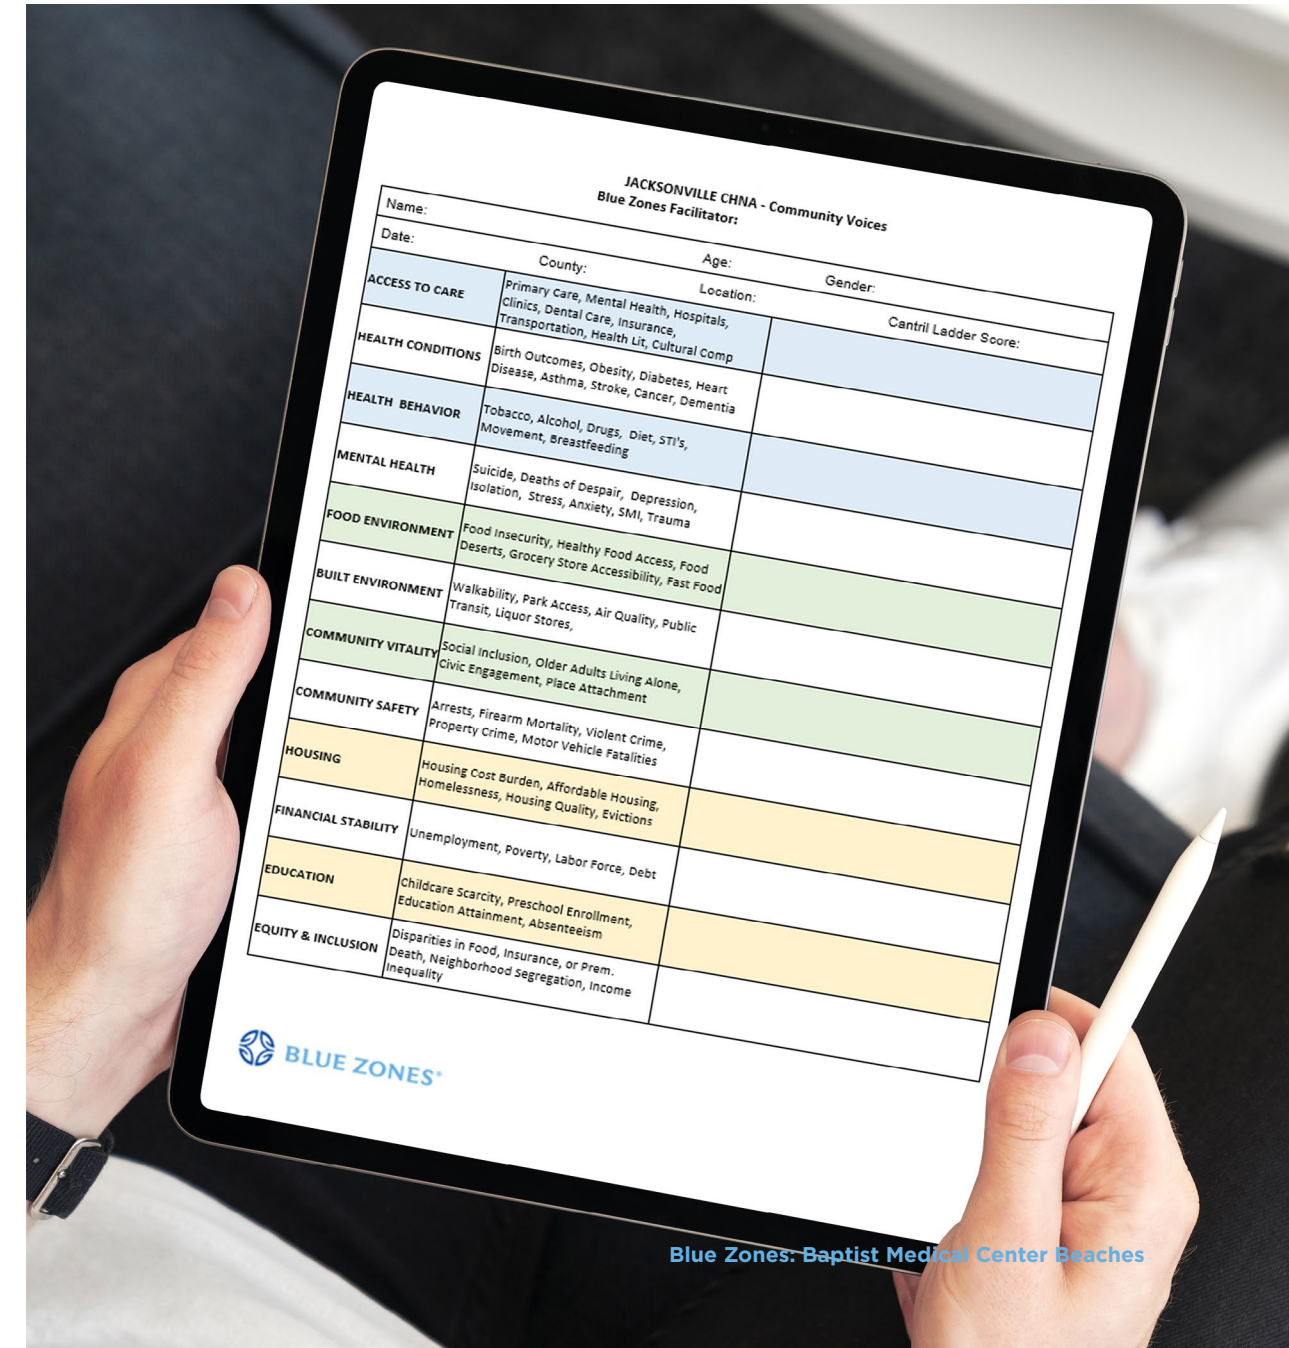 JACKSONVILLE CHNA - Community Voices
Blue Zones Facilitator:
Name: Age: Gender:
Date: County: Location: Cantril Ladder Score:
ACCESS TO CARE
Primary Care, Mental Health, Hospitals,
Clinics, Dental Care, Insurance,
Transportation, Health Lit, Cultural Comp
HEALTH CONDITIONS
Birth Outcomes, Obesity, Diabetes, Heart
Disease, Asthma, Stroke, Cancer, Dementia
HEALTH BEHAVIOR
Tobacco, Alcohol, Drugs, Diet, STI's,
Movement, Breastfeeding
MENTAL HEALTH
Suicide, Deaths of Despair, Depression,
Isolation, Stress, Anxiety, SMI, Trauma
FOOD ENVIRONMENT
Food Insecurity, Healthy Food Access, Food
Deserts, Grocery Store Accessibility, Fast Food
BUILT ENVIRONMENT
Walkability, Park Access, Air Quality, Public
Transit, Liquor Stores,
COMMUNITY VITALITY
Social Inclusion, Older Adults Living Alone,
Civic Engagement, Place Attachment
COMMUNITY SAFETY
Arrests, Firearm Mortality, Violent Crime,
Property Crime, Motor Vehicle Fatalities
HOUSING
Housing Cost Burden, Affordable Housing,
Homelessness, Housing Quality, Evictions
FINANCIAL STABILITY
Unemployment, Poverty, Labor Force, Debt
EDUCATION
Childcare Scarcity, Preschool Enrollment,
Education Attainment, Absenteeism
EQUITY & INCLUSION
Disparities in Food, Insurance, or Prem.
Death, Neighborhood Segregation, Income
Inequality
BLUE ZONES®
Blue Zones: Baptist Medical Center Beaches